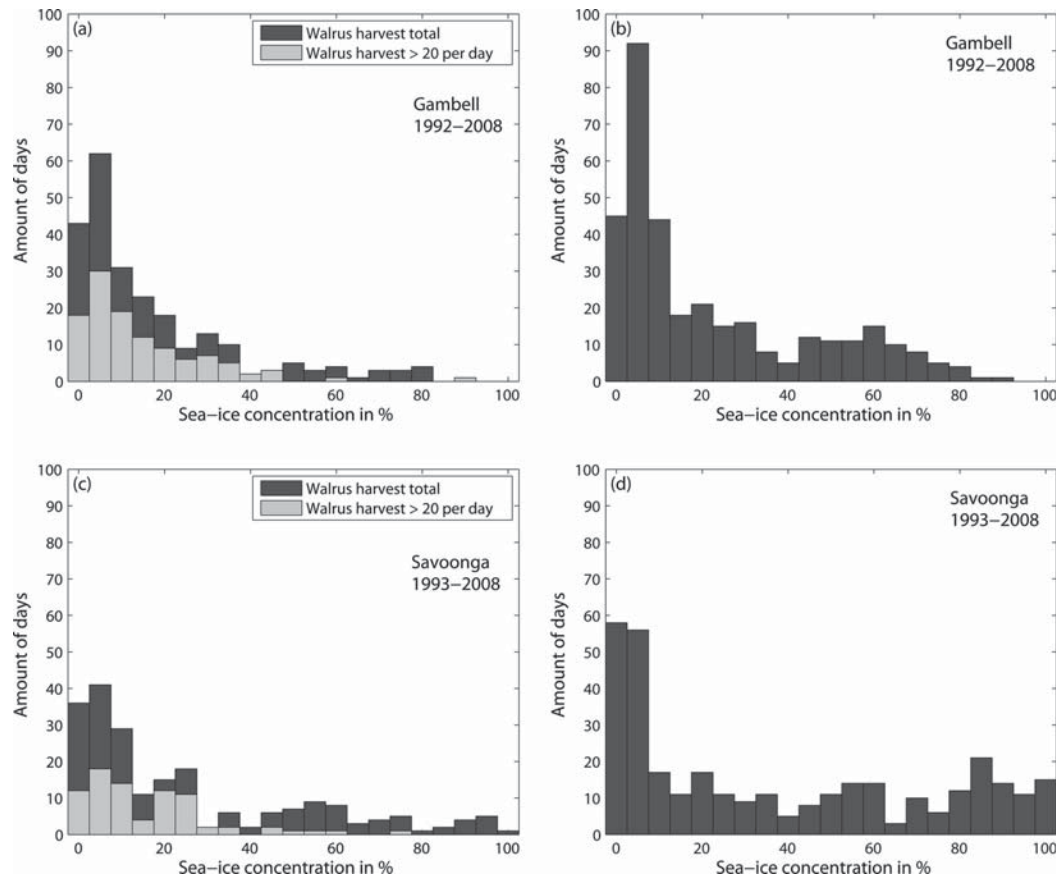 (a)
Walrus harvest total
Walrus harvest > 20 per day
Gambell
1992−2008
100
90
80
70
60
50
40
30
20
10
0
Amount of days
0 20 40 60 80 100
Sea−ice concentration in %
(b)
Gambell
1992−2008
100
90
80
70
60
50
40
30
20
10
0
Amount of days
0 20 40 60 80 100
Sea−ice concentration in %
(c)
Walrus harvest total
Walrus harvest > 20 per day
Savoonga
1993−2008
100
90
80
70
60
50
40
30
20
10
0
Amount of days
0 20 40 60 80 100
Sea−ice concentration in %
(d)
Savoonga
1993−2008
100
90
80
70
60
50
40
30
20
10
0
Amount of days
0 20 40 60 80 100
Sea−ice concentration in %